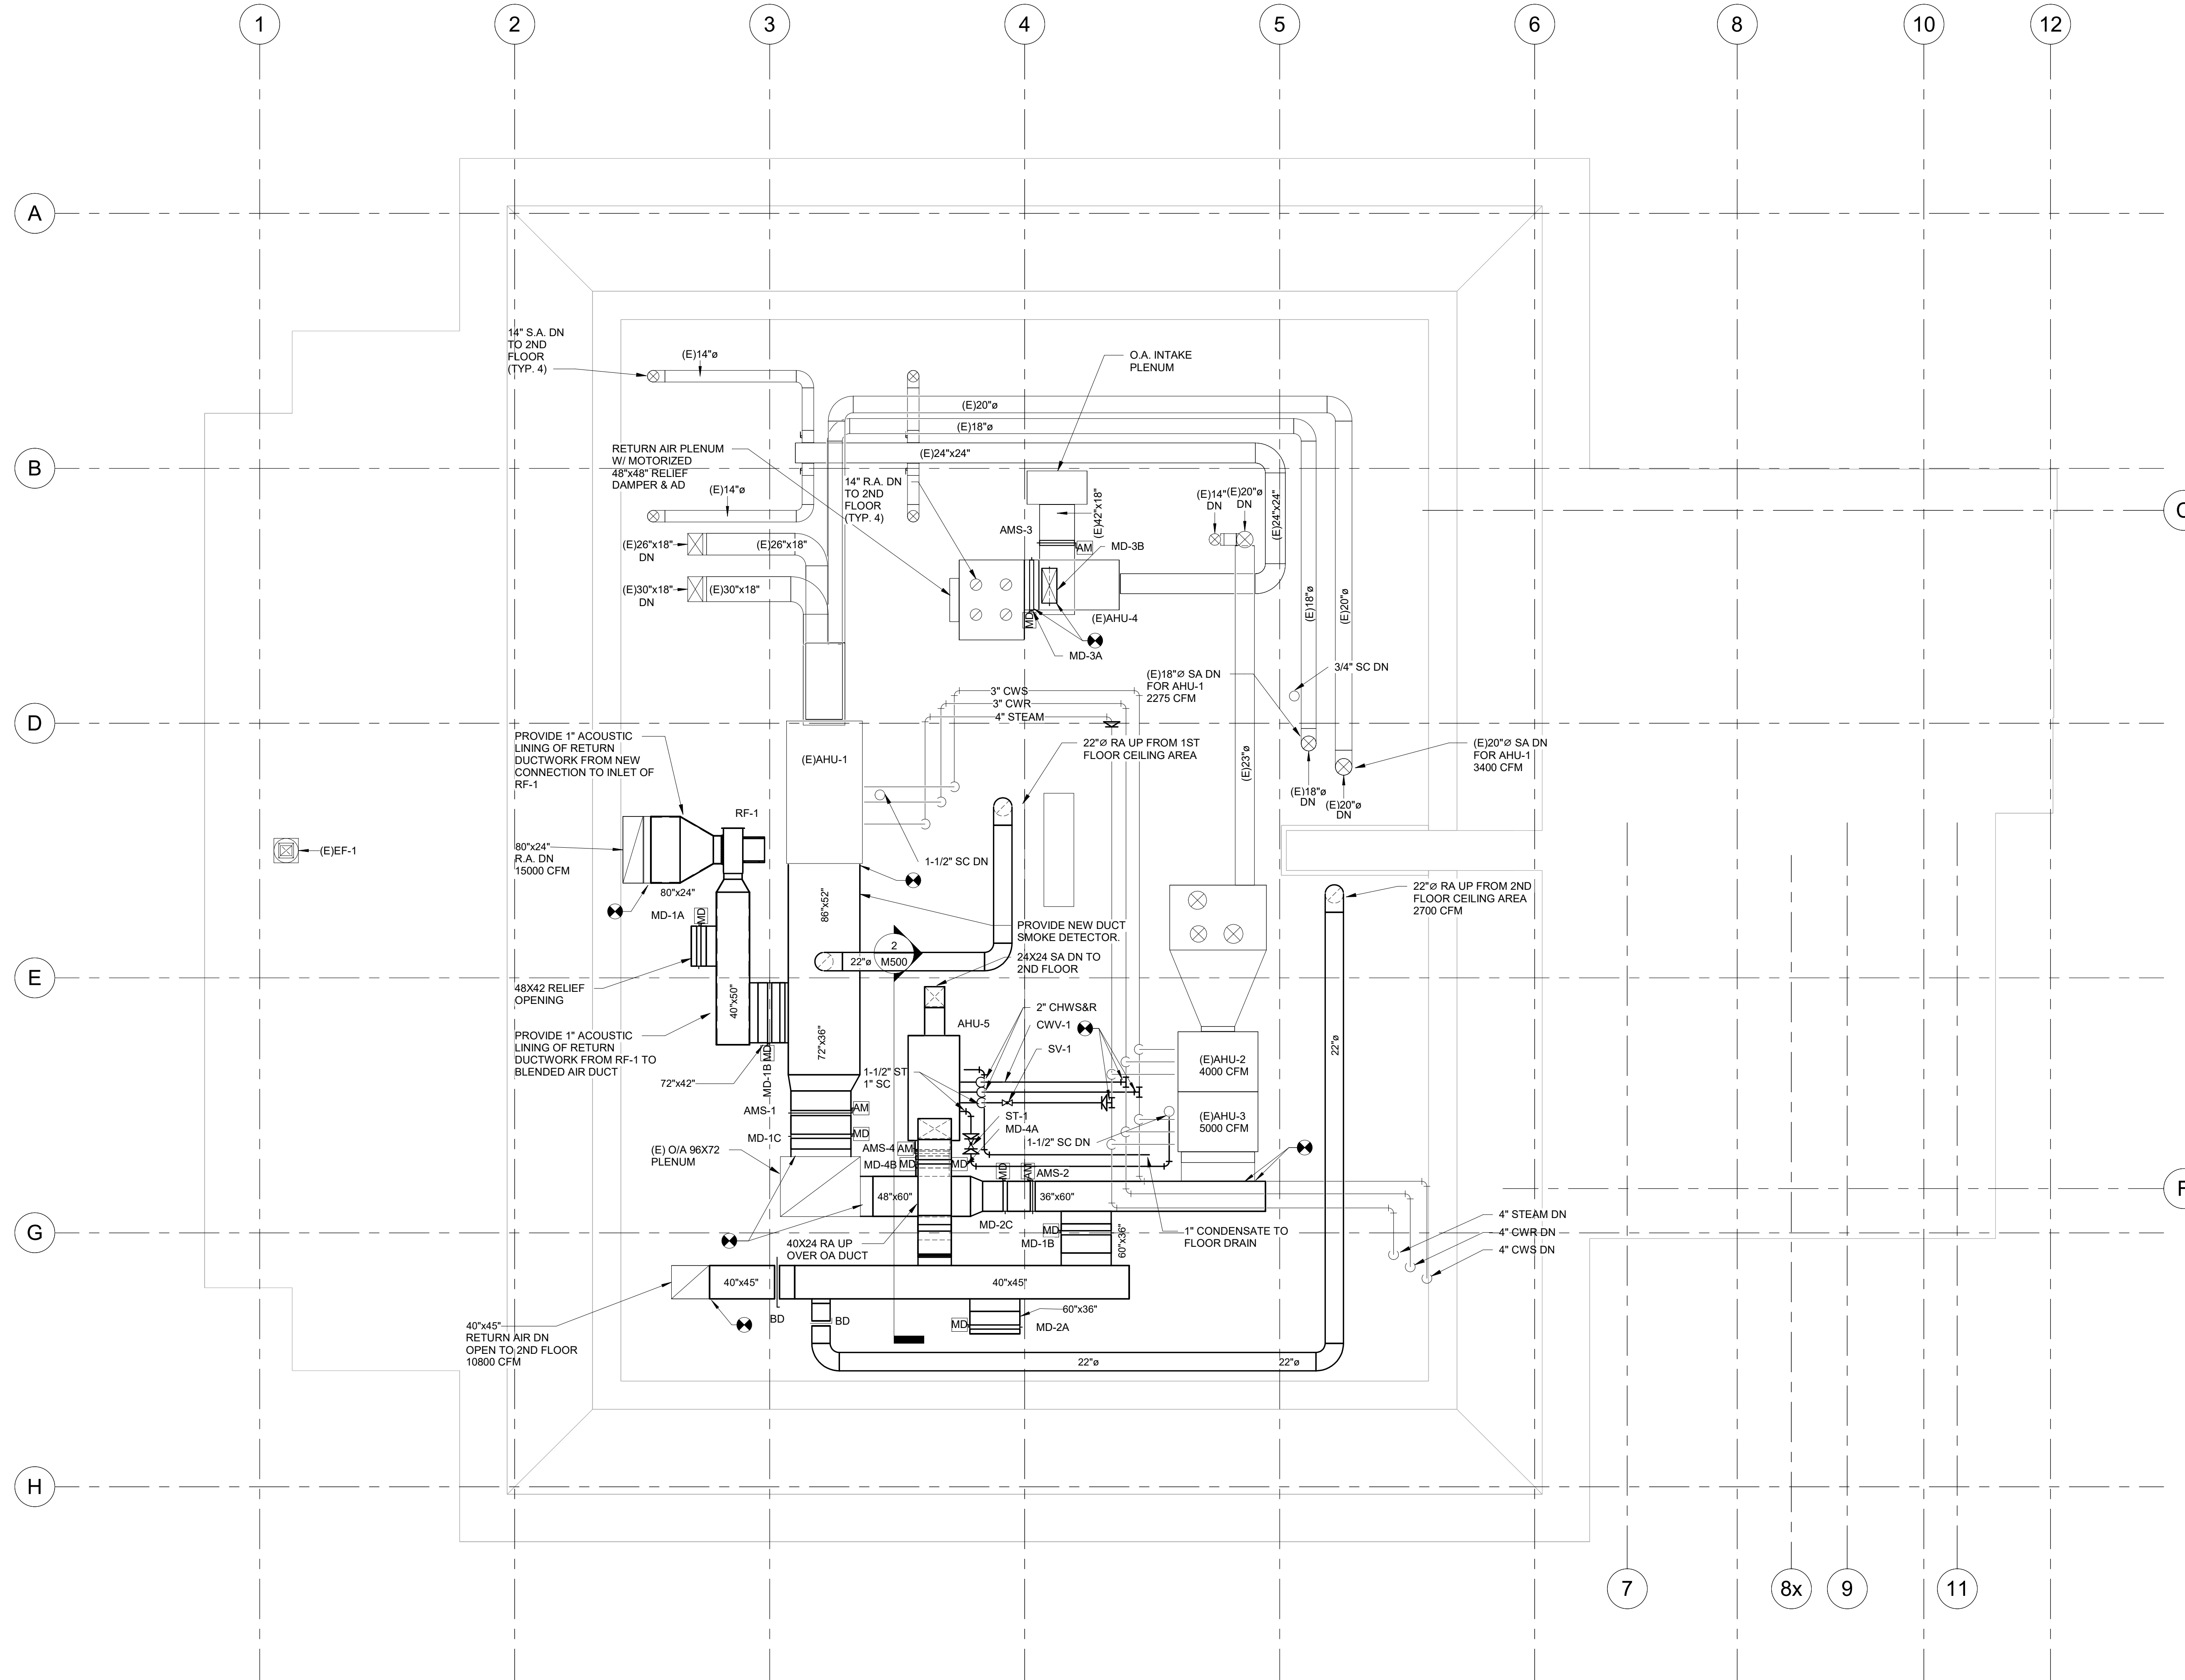 1
2
3
4
5
6
8
10
12
A
B
C
D
E
F
G
H
7
8x
9
11
14" S.A. DN
TO 2ND
FLOOR
(TYP. 4)
(E)14"ø
O.A. INTAKE
PLENUM
(E)20"ø
(E)18"ø
(E)24"x24"
RETURN AIR PLENUM
W/ MOTORIZED
48"x48" RELIEF
DAMPER & AD
14" R.A. DN
TO 2ND
FLOOR
(TYP. 4)
(E)14"ø
(E)42"x18"
(E)14"
DN
(E)20"ø
DN
(E)24"x24"
AMS-3
AM
MD-3B
(E)26"x18"
DN
(E)26"x18"
(E)30"x18"
DN
(E)30"x18"
MD
(E)AHU-4
MD-3A
(E)18"ø
(E)20"ø
(E)18"Ø SA DN
FOR AHU-1
2275 CFM
3/4" SC DN
3" CWS
3" CWR
4" STEAM
PROVIDE 1" ACOUSTIC
LINING OF RETURN
DUCTWORK FROM NEW
CONNECTION TO INLET OF
RF-1
(E)AHU-1
22"Ø RA UP FROM 1ST
FLOOR CEILING AREA
(E)23"ø
(E)20"Ø SA DN
FOR AHU-1
3400 CFM
(E)18"ø
DN
(E)20"ø
DN
RF-1
(E)EF-1
80"x24"
R.A. DN
15000 CFM
80"x24"
1-1/2" SC DN
MD-1A
MD
86"x52"
22"Ø RA UP FROM 2ND
FLOOR CEILING AREA
2700 CFM
PROVIDE NEW DUCT
SMOKE DETECTOR.
2
M500
22"ø
24X24 SA DN TO
2ND FLOOR
48X42 RELIEF
OPENING
40"x50"
2" CHWS&R
CWV-1
SV-1
AHU-5
PROVIDE 1" ACOUSTIC
LINING OF RETURN
DUCTWORK FROM RF-1 TO
BLENDED AIR DUCT
72"x36"
22"ø
(E)AHU-2
4000 CFM
72"x42"
MD-1B
MD
1-1/2" ST
1" SC
AMS-1
AM
MD-1C
MD
ST-1
MD-4A
1-1/2" SC DN
(E)AHU-3
5000 CFM
(E) O/A 96X72
PLENUM
AMS-4
AM
MD-4B
MD
MD
MD
AM
AMS-2
48"x60"
36"x60"
MD-2C
MD
MD-1B
60"x36"
1" CONDENSATE TO
FLOOR DRAIN
4" STEAM DN
4" CWR DN
4" CWS DN
40X24 RA UP
OVER OA DUCT
40"x45"
40"x45"
60"x36"
BD
BD
MD
MD-2A
40"x45"
RETURN AIR DN
OPEN TO 2ND FLOOR
10800 CFM
22"ø
22"ø